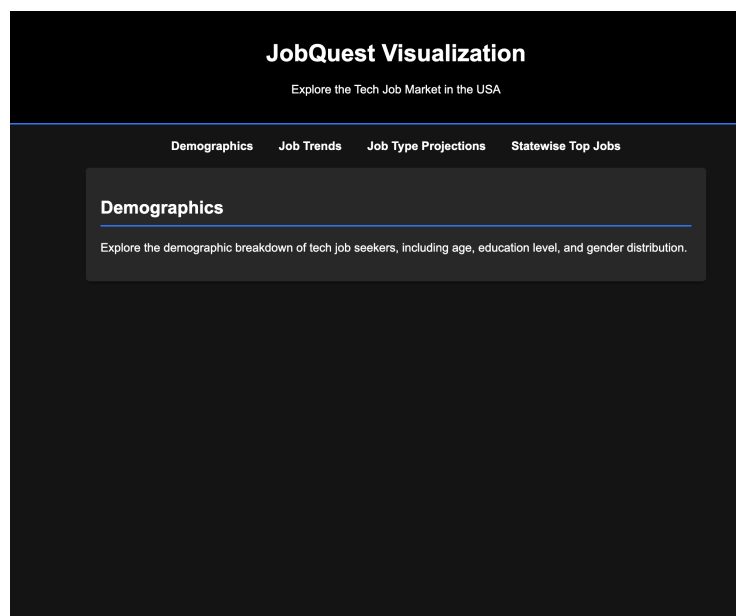 JobQuest Visualization
Explore the Tech Job Market in the USA
Demographics Job Trends Job Type Projections Statewise Top Jobs
Demographics
Explore the demographic breakdown of tech job seekers, including age, education level, and gender distribution.